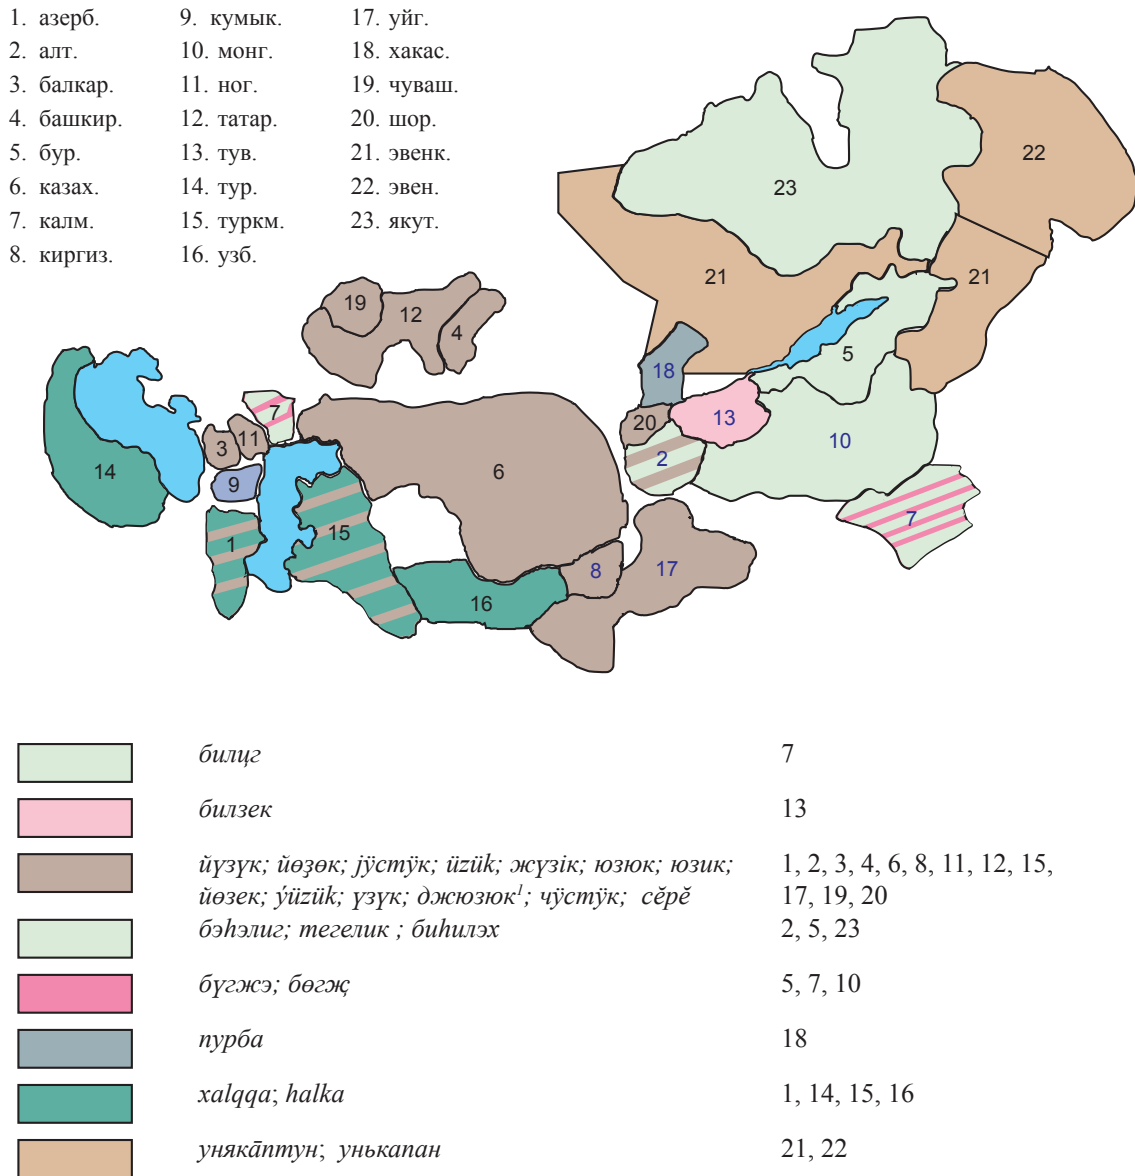 1. азерб.
2. алт.
3. балкар.
4. башкир.
5. бур.
6. казах.
7. калм.
8. киргиз.
9. кумык.
10. монг.
11. ног.
12. татар.
13. тув.
14. тур.
15. туркм.
16. узб.
17. уйг.
18. хакас.
19. чуваш.
20. шор.
21. эвенк.
22. эвен.
23. якут.
22
23
21
21
19
12
4
5
18
7
13
20
11
3
10
14
2
6
9
7
15
1
8
17
16
билцг 7
билзек 13
йүзүк; йөҙөк; jӱстӱк; üzük; жүзік; юзюк; юзик; 1, 2, 3, 4, 6, 8, 11, 12, 15,
йөзек; ýüzük; үзүк; джюзюк¹; чӱстӱк; сĕрĕ 17, 19, 20
бэһэлиг; тегелик ; биһилэх 2, 5, 23
бүгжэ; бөгҗ 5, 7, 10
пурба 18
xalqqa; halka 1, 14, 15, 16
унякāптун; унькапан 21, 22